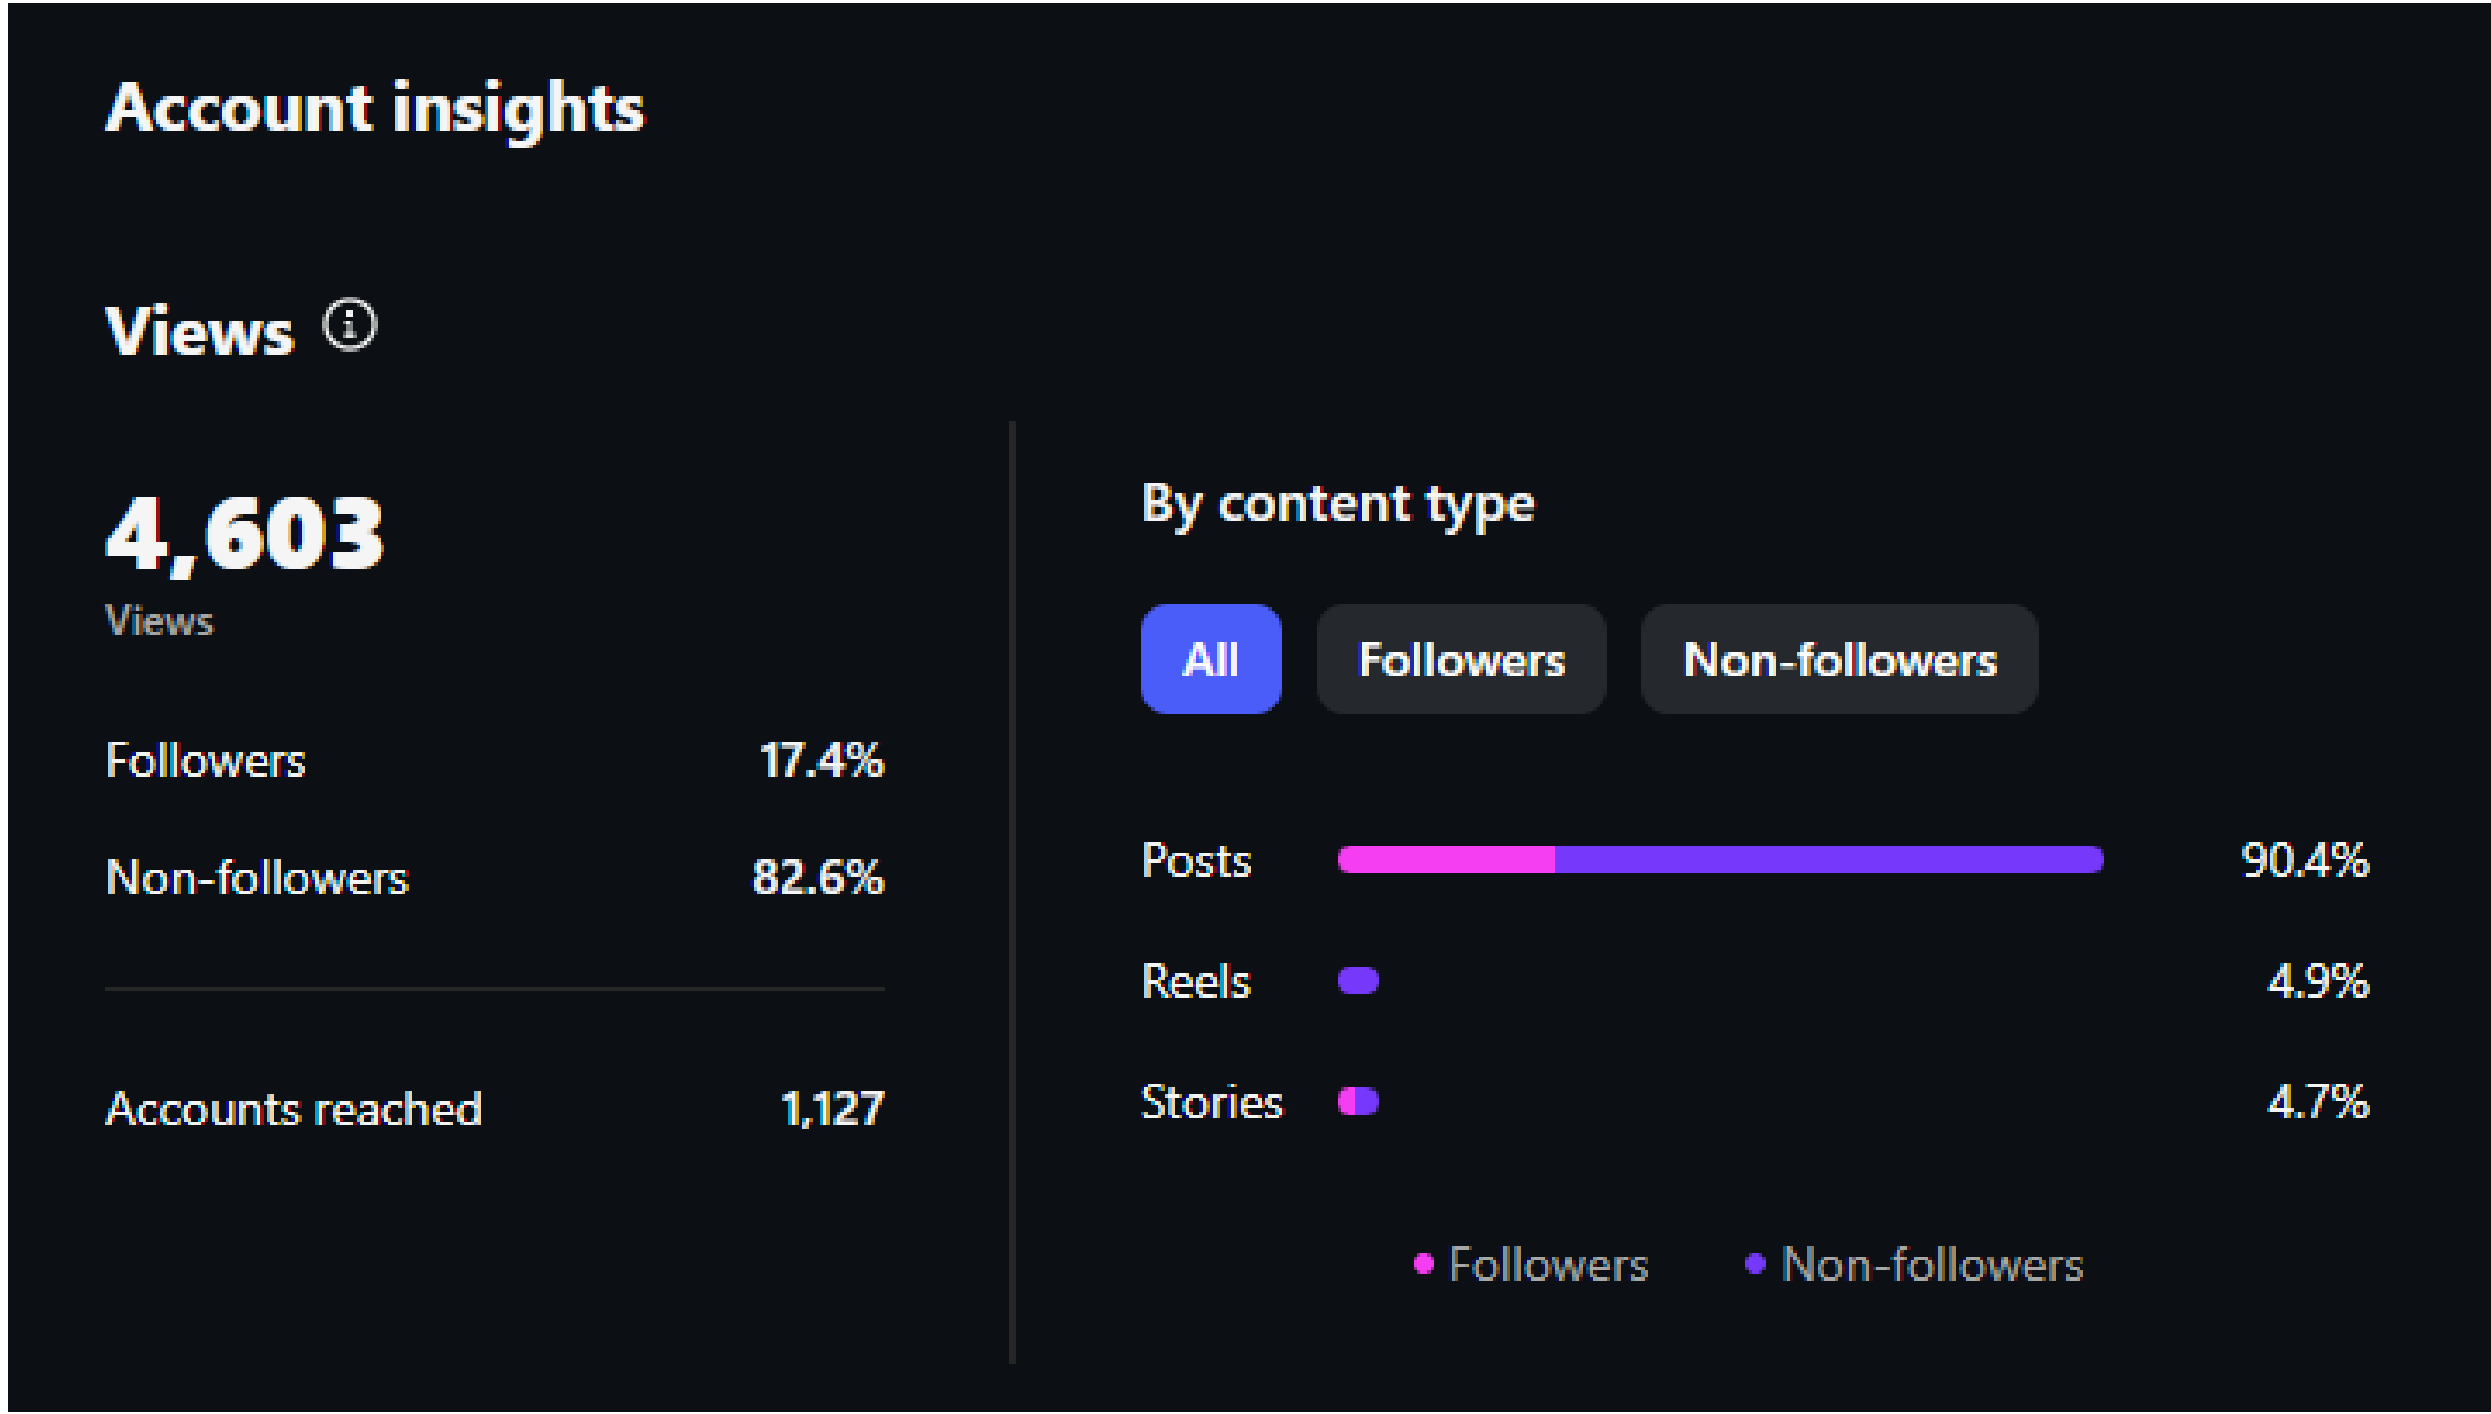 Account insights
Views
4,603
Views
Followers 17.4%
Non-followers 82.6%
Accounts reached 1,127
By content type
All Followers Non-followers
Posts 90.4%
Reels 4.9%
Stories 4.7%
Followers Non-followers